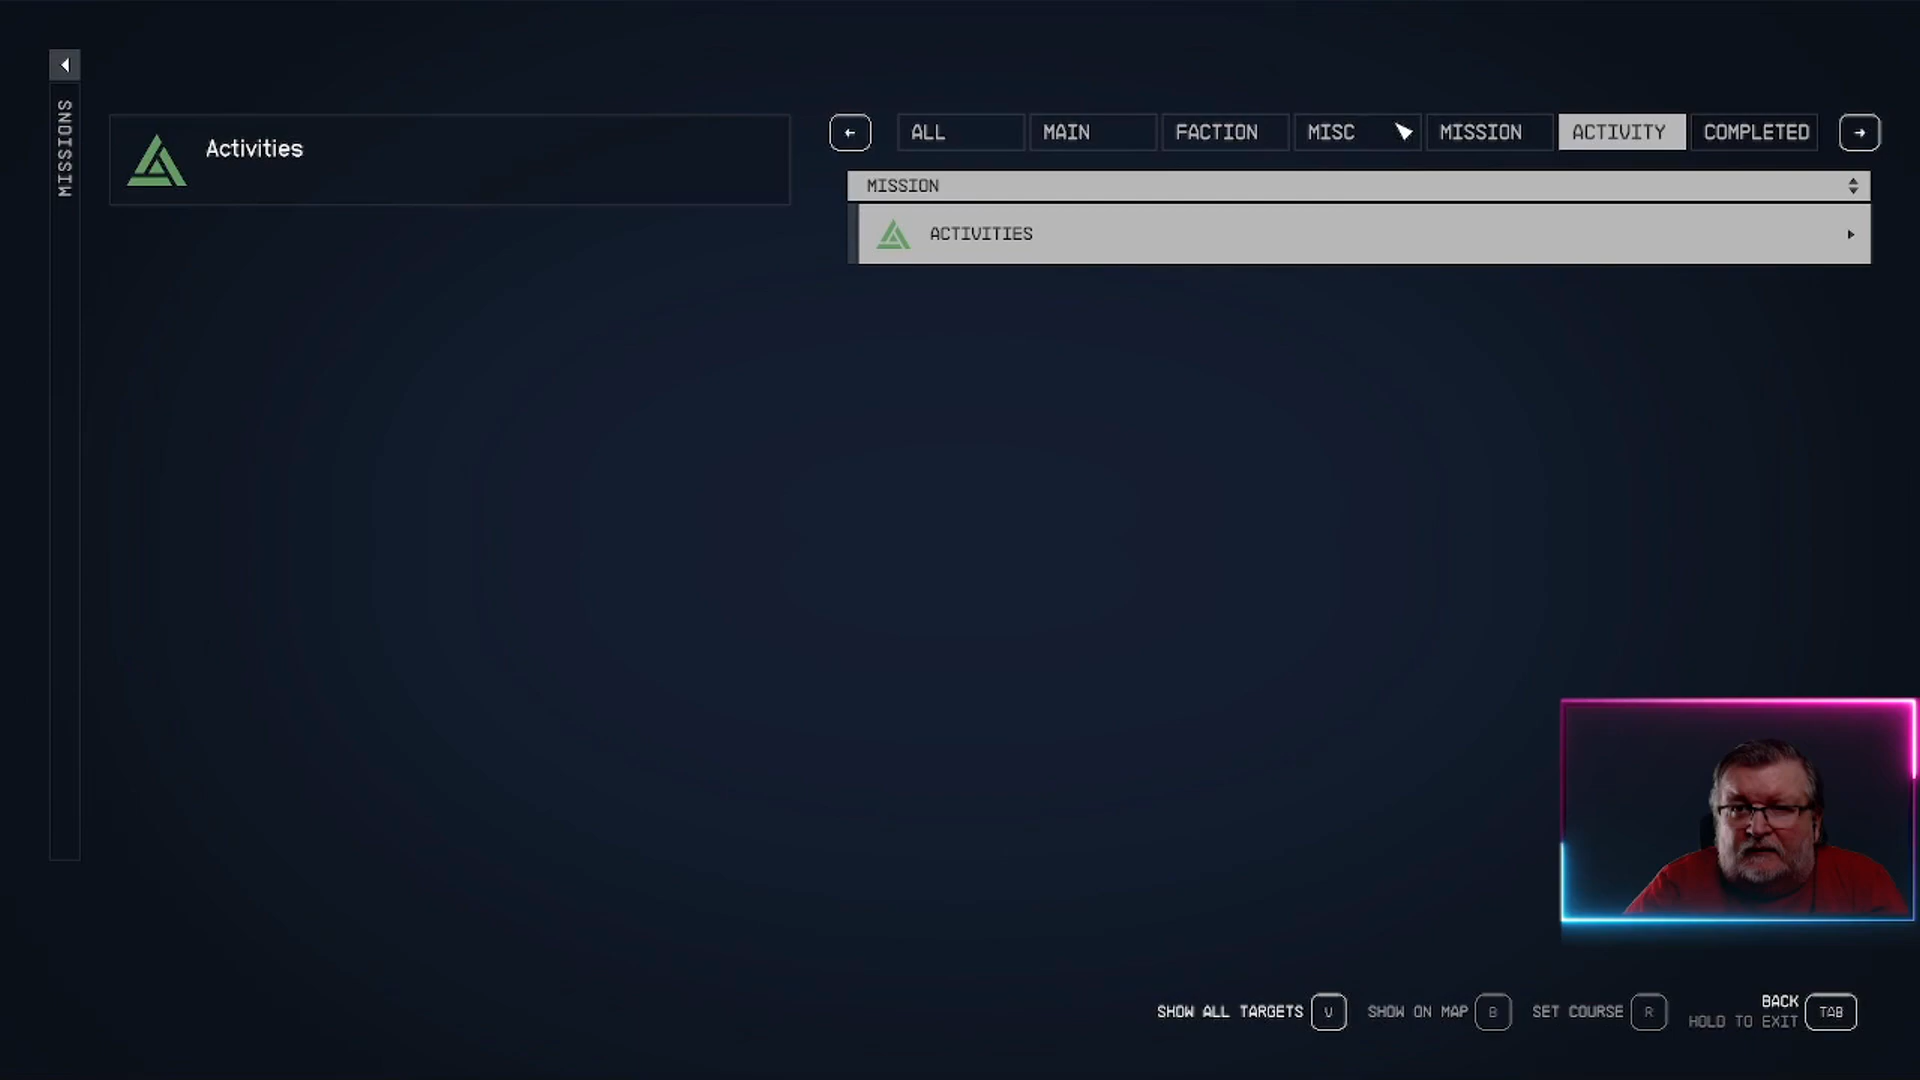 MISSIONS
Activities
ALL MAIN FACTION MISC MISSION ACTIVITY COMPLETED
MISSION
ACTIVITIES
SHOW ALL TARGETS V SHOW ON MAP B SET COURSE R BACK TAB
HOLD TO EXIT